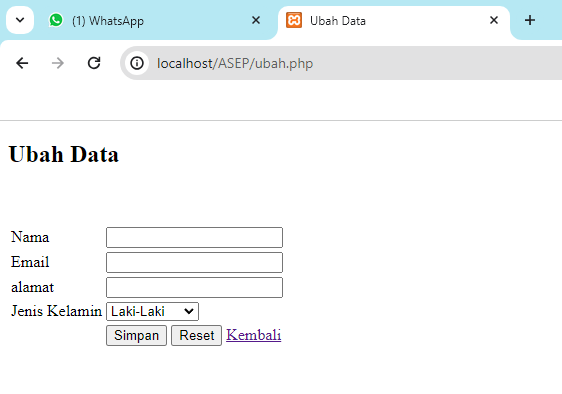 (1) WhatsApp
Ubah Data
localhost/ASEP/ubah.php
Ubah Data
Nama
Email
alamat
Jenis Kelamin Laki-Laki
Simpan Reset Kembali